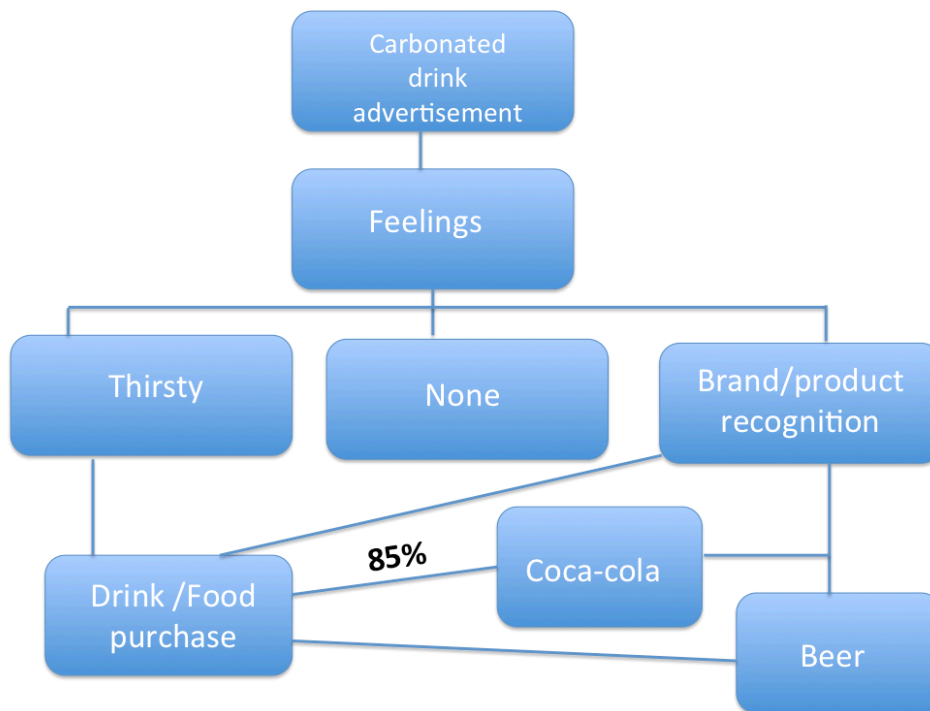 Carbonated
drink
advertisement
Feelings
Thirsty
None
Brand/product
recognition
85%
Coca-cola
Drink /Food
purchase
Beer